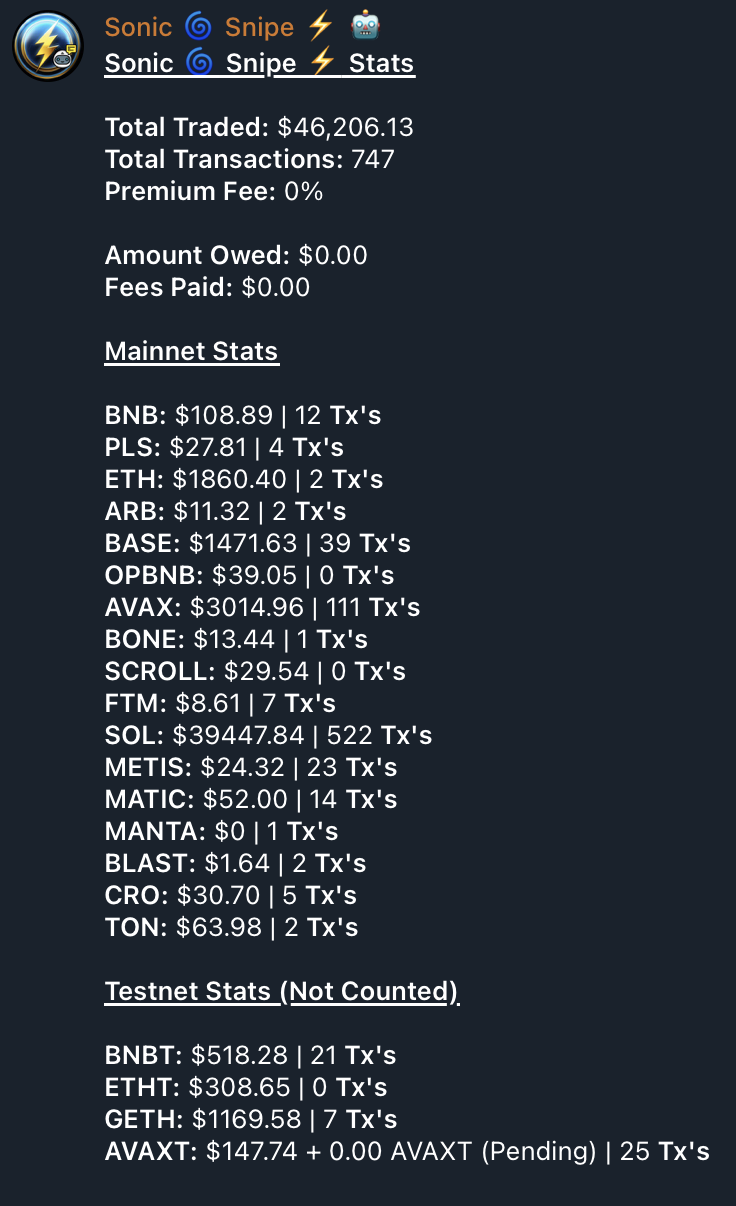 Sonic 🌀 Snipe ⚡ 🤖
Sonic 🌀 Snipe ⚡ Stats
Total Traded: $46,206.13
Total Transactions: 747
Premium Fee: 0%
Amount Owed: $0.00
Fees Paid: $0.00
Mainnet Stats
BNB: $108.89 | 12 Tx's
PLS: $27.81 | 4 Tx's
ETH: $1860.40 | 2 Tx's
ARB: $11.32 | 2 Tx's
BASE: $1471.63 | 39 Tx's
OPBNB: $39.05 | 0 Tx's
AVAX: $3014.96 | 111 Tx's
BONE: $13.44 | 1 Tx's
SCROLL: $29.54 | 0 Tx's
FTM: $8.61 | 7 Tx's
SOL: $39447.84 | 522 Tx's
METIS: $24.32 | 23 Tx's
MATIC: $52.00 | 14 Tx's
MANTA: $0 | 1 Tx's
BLAST: $1.64 | 2 Tx's
CRO: $30.70 | 5 Tx's
TON: $63.98 | 2 Tx's
Testnet Stats (Not Counted)
BNBT: $518.28 | 21 Tx's
ETHT: $308.65 | 0 Tx's
GETH: $1169.58 | 7 Tx's
AVAXT: $147.74 + 0.00 AVAXT (Pending) | 25 Tx's